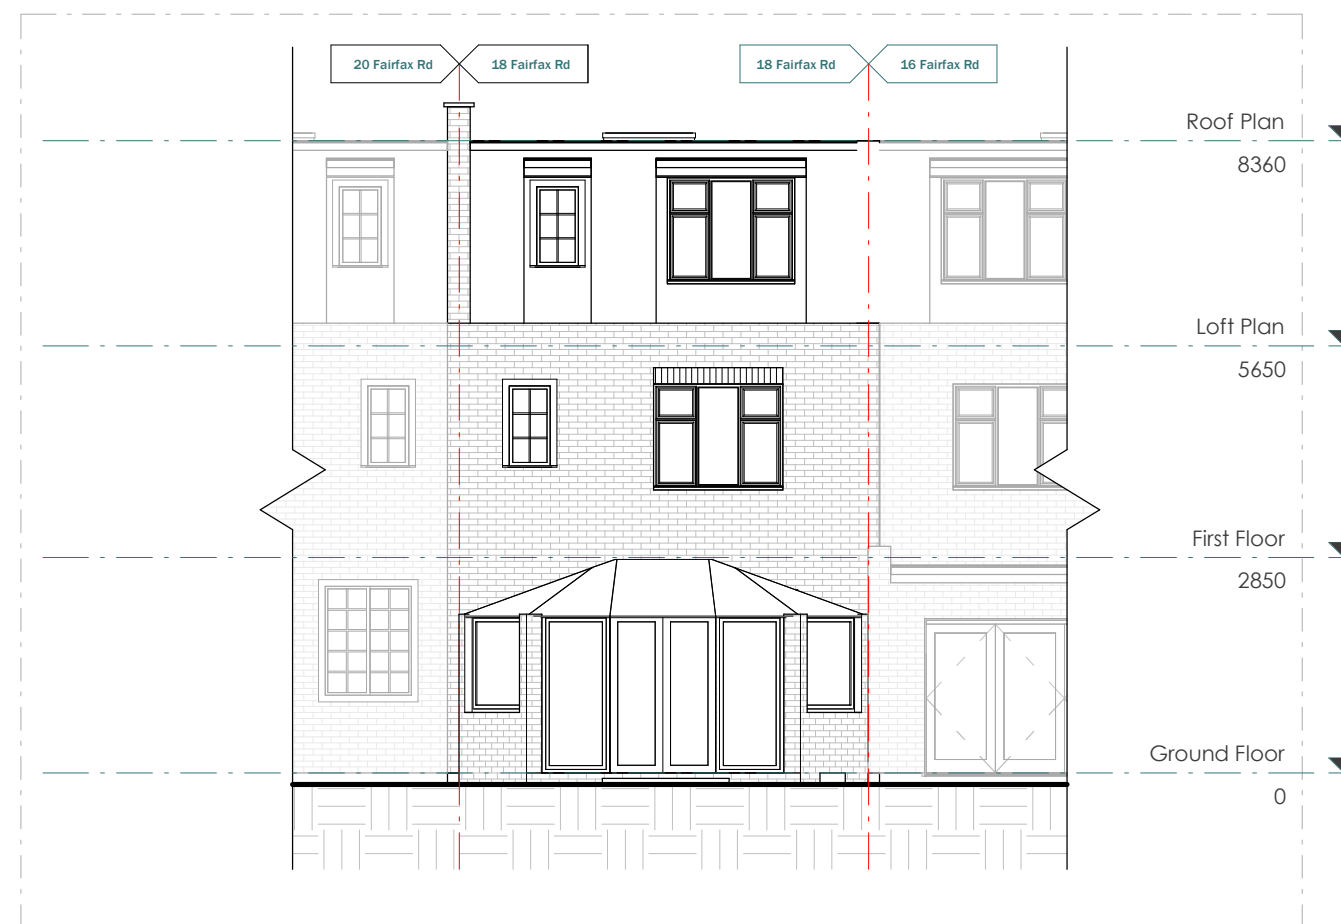 20 Fairfax Rd
18 Fairfax Rd
18 Fairfax Rd
16 Fairfax Rd
Roof Plan
8360
Loft Plan
5650
First Floor
2850
Ground Floor
0